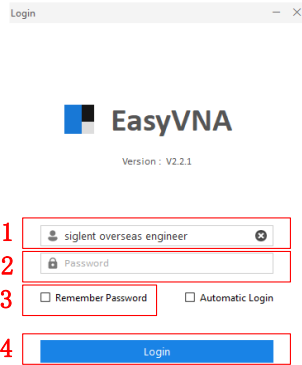 Login
EasyVNA
Version : V2.2.1
1 siglent overseas engineer
2 Password
3 Remember Password Automatic Login
4 Login